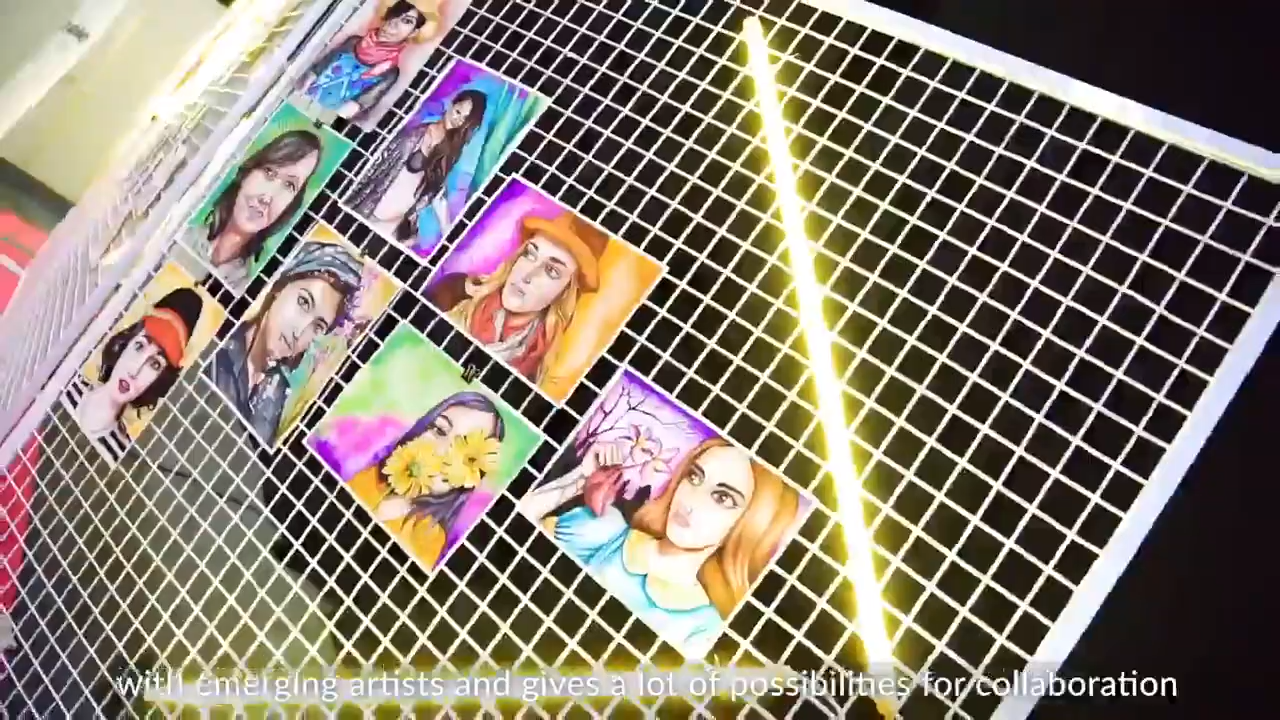 with emerging artists and gives a lot of possibilities for collaboration